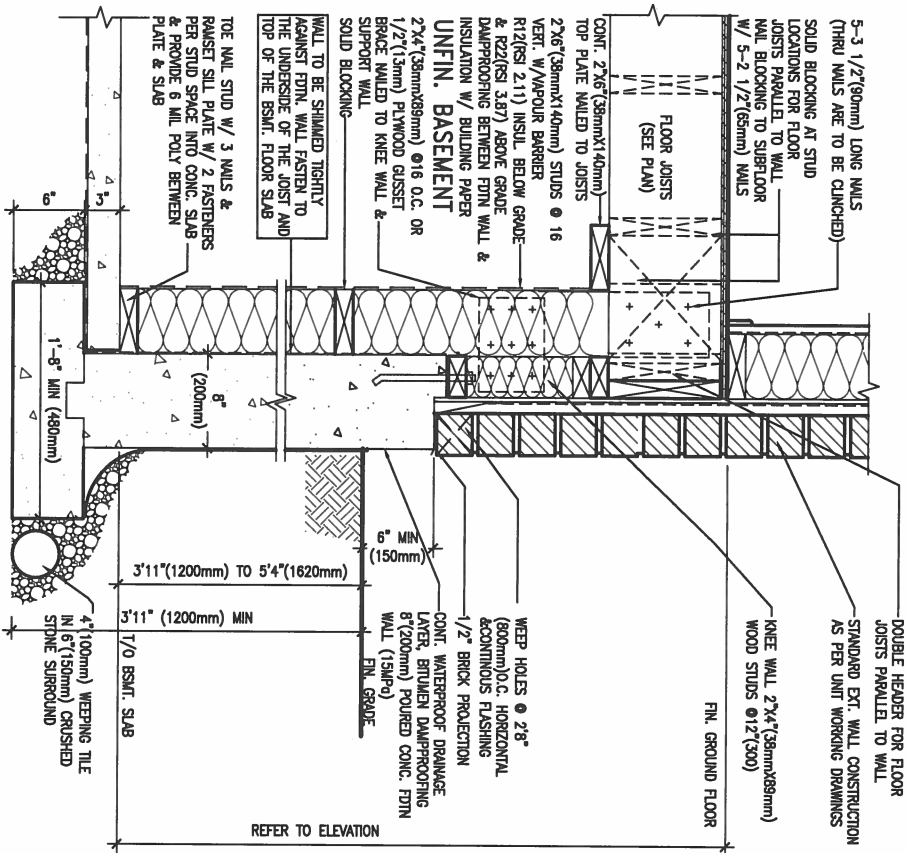 5-3 1/2"(90mm) LONG NAILS
(THRU NAILS ARE TO BE CLINCHED)
SOLID BLOCKING AT STUD
LOCATIONS FOR FLOOR
JOISTS PARALLEL TO WALL
NAIL BLOCKING TO SUBFLOOR
W/ 5-2 1/2"(65mm) NAILS
FLOOR JOISTS
(SEE PLAN)
CONT. 2"X6"(38mmX140mm)
TOP PLATE NAILED TO JOISTS
2"X6"(38mmX140mm) STUDS @ 16
VERT. W/VAPOUR BARRIER
R12(RSI 2.11) INSUL BELOW GRADE
& R22(RSI 3.87) ABOVE GRADE
DAMPPROOFING BETWEEN FDTN WALL &
INSULATION W/ BUILDING PAPER
UNFIN. BASEMENT
2"X4"(38mmX89mm) @16 O.C. OR
1/2"(13mm) PLYWOOD GUSSET
BRACE NAILED TO KNEE WALL &
SUPPORT WALL
SOLID BLOCKING
WALL TO BE SHIMMED TIGHTLY
AGAINST FDTN. WALL FASTEN TO
THE UNDERSIDE OF THE JOIST AND
TOP OF THE BSMT. FLOOR SLAB
TOE NAIL STUD W/ 3 NAILS &
RAMSET SILL PLATE W/ 2 FASTENERS
PER STUD SPACE INTO CONC. SLAB
& PROVIDE 6 MIL POLY BETWEEN
PLATE & SLAB
6"
3"
1'-8" MIN (480mm)
8"
(200mm)
6" MIN
(150mm)
3'11"(1200mm) TO 5'4"(1620mm)
3'11" (1200mm) MIN
REFER TO ELEVATION
DOUBLE HEADER FOR FLOOR
JOISTS PARALLEL TO WALL
STANDARD EXT. WALL CONSTRUCTION
AS PER UNIT WORKING DRAWINGS
KNEE WALL 2"X4"(38mmX89mm)
WOOD STUDS @12"(300)
FIN. GROUND FLOOR
WEEP HOLES @ 2'8"
(800mm)O.C. HORIZONTAL
&CONTINOUS FLASHING
1/2" BRICK PROJECTION
CONT. WATERPROOF DRAINAGE
LAYER, BITUMEN DAMPPROOFING
8"(200mm) POURED CONC. FDTN
WALL (15MPa)
FIN. GRADE
T/O BSMT. SLAB
4"(100mm) WEEPING TILE
IN 6"(150mm) CRUSHED
STONE SURROUND